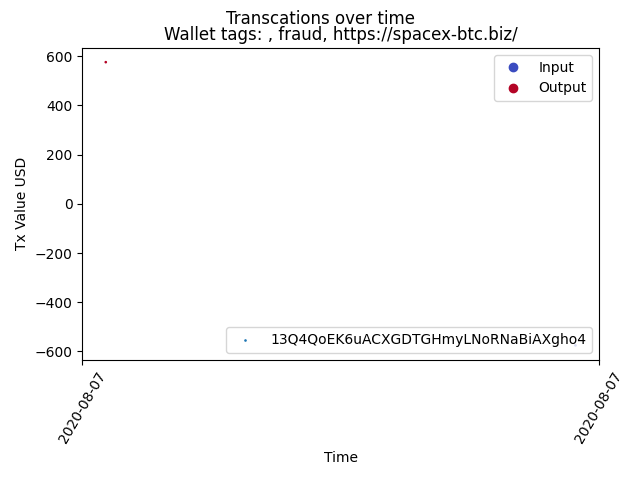 Transcations over time
Wallet tags: , fraud, https://spacex-btc.biz/
600
400
200
0
−200
−400
−600
Tx Value USD
Input
Output
13Q4QoEK6uACXGDTGHmyLNoRNaBiAXgho4
2020-08-07
2020-08-07
Time